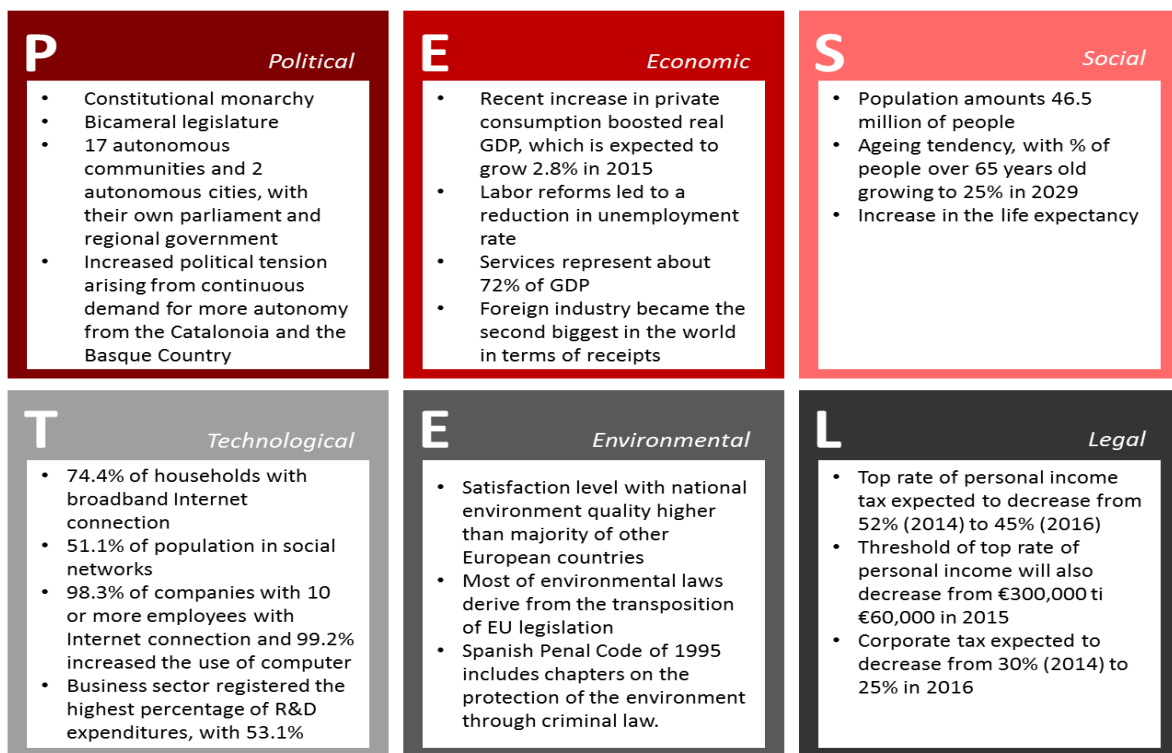 P
Political
• Constitutional monarchy
• Bicameral legislature
• 17 autonomous
communities and 2
autonomous cities, with
their own parliament and
regional government
• Increased political tension
arising from continuous
demand for more autonomy
from the Catalonoia and the
Basque Country
E
Economic
• Recent increase in private
consumption boosted real
GDP, which is expected to
grow 2.8% in 2015
• Labor reforms led to a
reduction in unemployment
rate
• Services represent about
72% of GDP
• Foreign industry became the
second biggest in the world
in terms of receipts
S
Social
• Population amounts 46.5
million of people
• Ageing tendency, with % of
people over 65 years old
growing to 25% in 2029
• Increase in the life expectancy
T
Technological
• 74.4% of households with
broadband Internet
connection
• 51.1% of population in social
networks
• 98.3% of companies with 10
or more employees with
Internet connection and 99.2%
increased the use of computer
• Business sector registered the
highest percentage of R&D
expenditures, with 53.1%
E
Environmental
• Satisfaction level with national
environment quality higher
than majority of other
European countries
• Most of environmental laws
derive from the transposition
of EU legislation
• Spanish Penal Code of 1995
includes chapters on the
protection of the environment
through criminal law.
L
Legal
• Top rate of personal income
tax expected to decrease from
52% (2014) to 45% (2016)
• Threshold of top rate of
personal income will also
decrease from €300,000 ti
€60,000 in 2015
• Corporate tax expected to
decrease from 30% (2014) to
25% in 2016